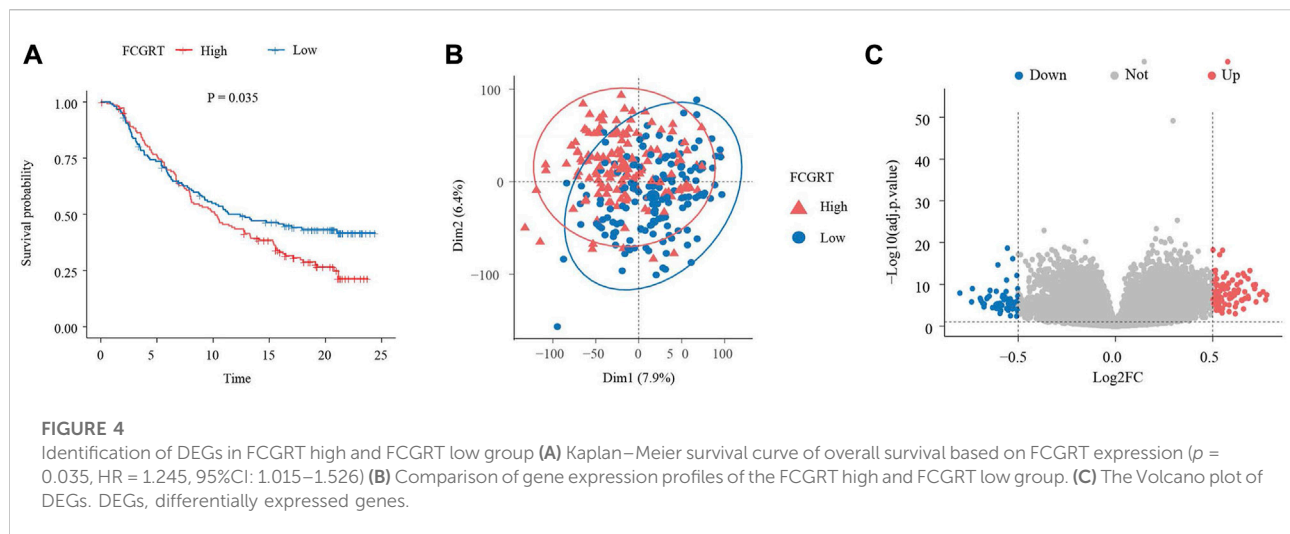 A
FCGRT High Low
P = 0.035
1.00
0.75
0.50
0.25
0.00
Survival probability
0 5 10 15 20 25
Time
B
100
0
−100
Dim2 (6.4%)
−100 −50 0 5 0 100
Dim1 (7.9%)
FCGRT
High
Low
C
Down Not Up
50
40
30
20
10
0
−Log10(adj.p.value)
−0.5 0.0 0.5
Log2FC
FIGURE 4
Identification of DEGs in FCGRT high and FCGRT low group (A) Kaplan–Meier survival curve of overall survival based on FCGRT expression (p =
0.035, HR = 1.245, 95%CI: 1.015–1.526) (B) Comparison of gene expression profiles of the FCGRT high and FCGRT low group. (C) The Volcano plot of
DEGs. DEGs, differentially expressed genes.